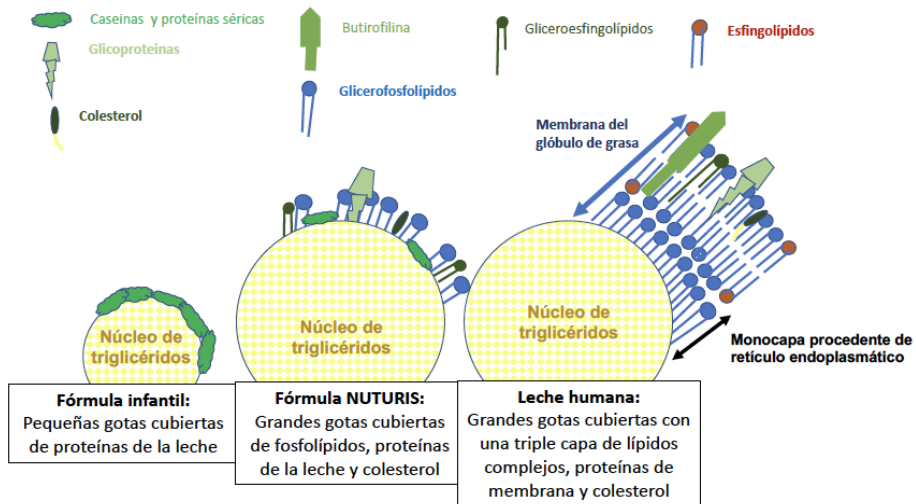 Caseinas y proteínas séricas
Glicoproteinas
Colesterol
Butirofilina
Glicerofosfolípidos
Gliceroesfingolípidos
Esfingolípidos
Membrana del
glóbulo de grasa
Núcleo de
triglicéridos
Núcleo de
triglicéridos
Núcleo de
triglicéridos
Monocapa procedente de
retículo endoplasmático
Fórmula infantil:
Pequeñas gotas cubiertas
de proteínas de la leche
Fórmula NUTURIS:
Grandes gotas cubiertas
de fosfolípidos, proteínas
de la leche y colesterol
Leche humana:
Grandes gotas cubiertas con
una triple capa de lípidos
complejos, proteínas de
membrana y colesterol